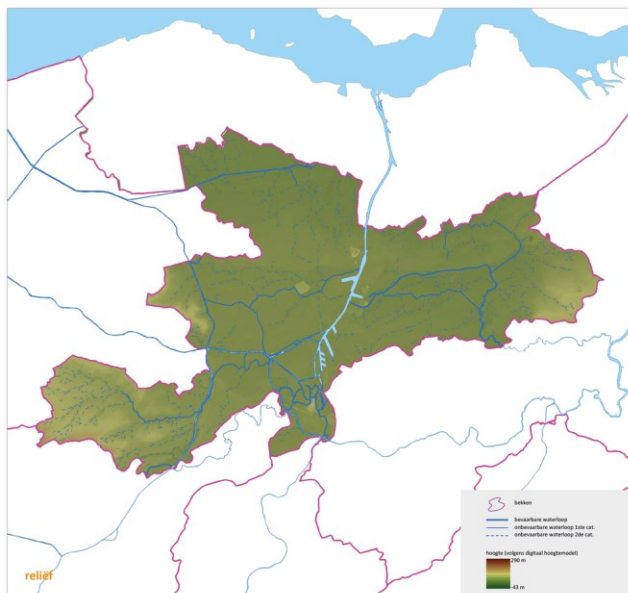 bekken
bevaarbare waterloop
onbevaarbare waterloop 1ste cat.
onbevaarbare waterloop 2de cat.
hoogte (volgens digitaal hoogtemodel)
290 m
-43 m
reliëf